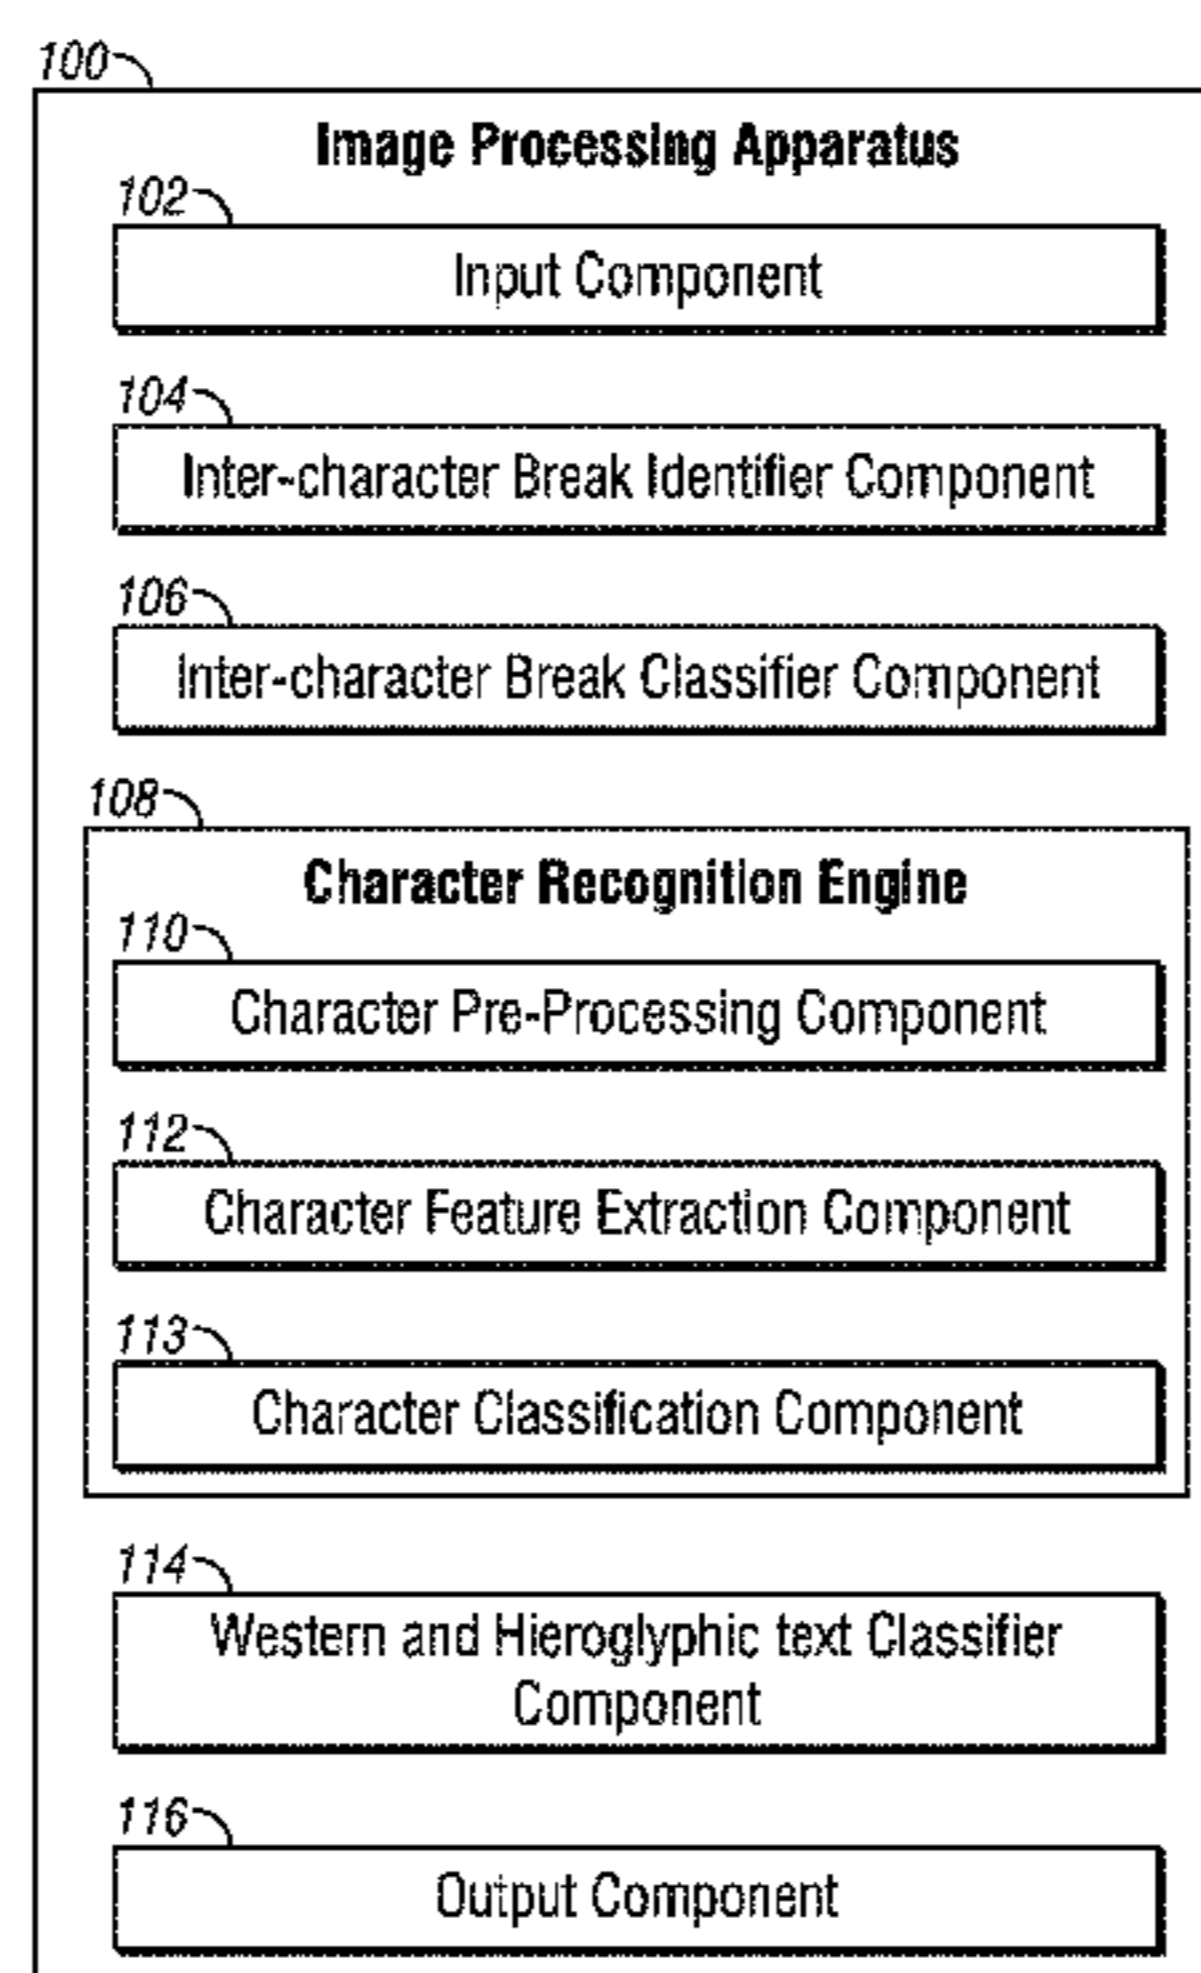 100
Image Processing Apparatus
102
Input Component
104
Inter-character Break Identifier Component
106
Inter-character Break Classifier Component
108
Character Recognition Engine
110
Character Pre-Processing Component
112
Character Feature Extraction Component
113
Character Classification Component
114
Western and Hieroglyphic text Classifier
Component
116
Output Component